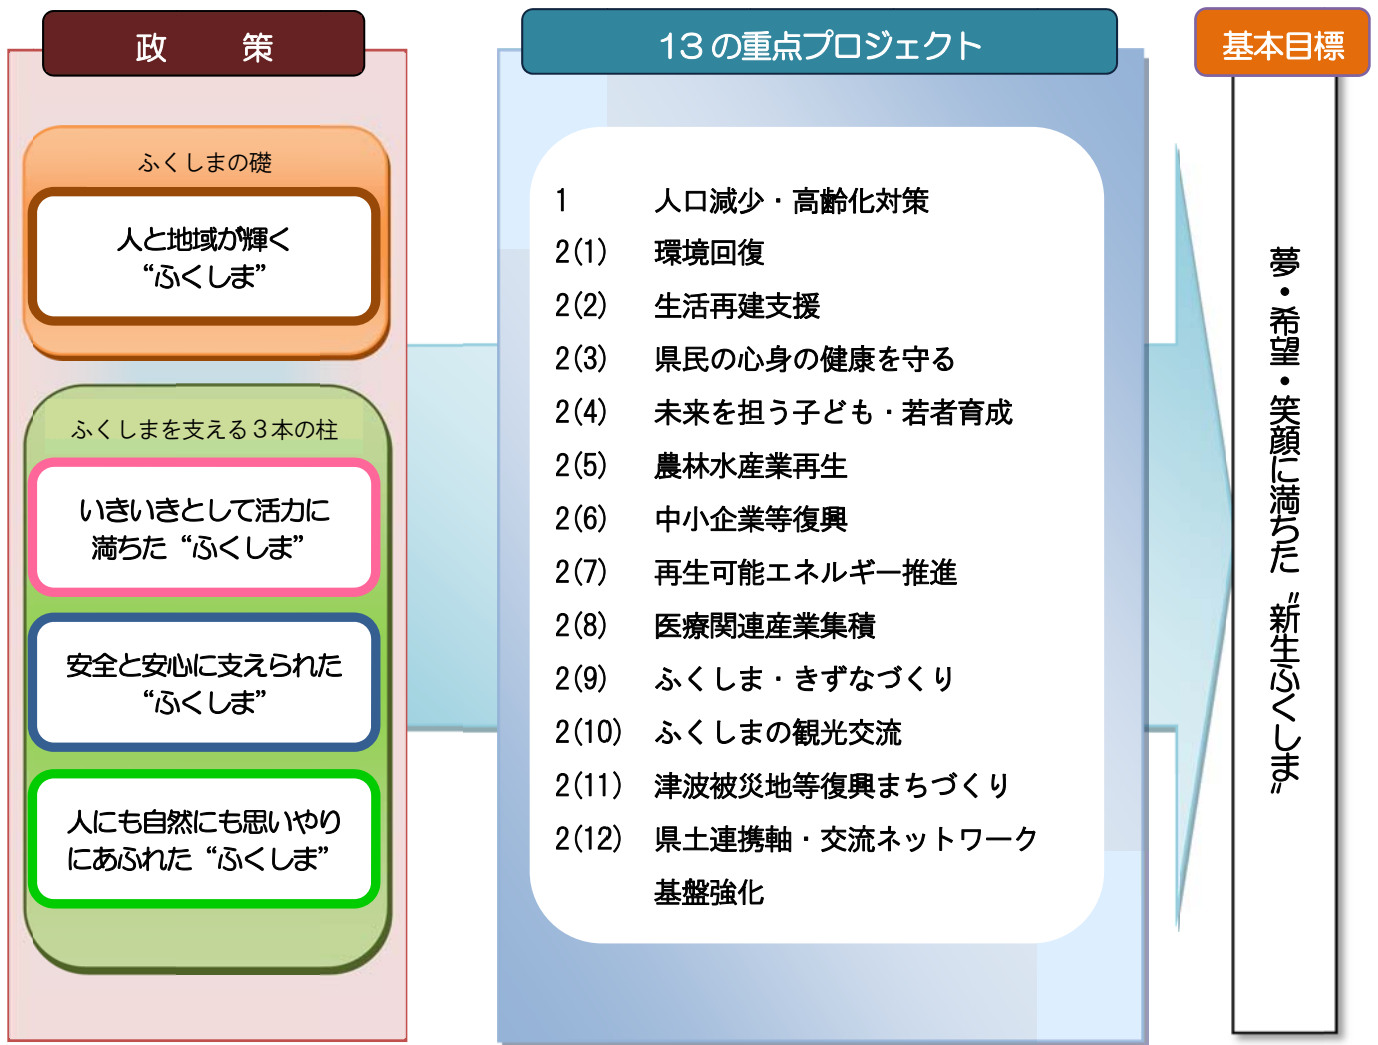 政　　策
ふくしまの礎
人と地域が輝く
“ふくしま”
ふくしまを支える３本の柱
いきいきとして活力に
満ちた“ふくしま”
安全と安心に支えられた
“ふくしま”
人にも自然にも思いやり
にあふれた“ふくしま”
13の重点プロジェクト
1　人口減少・高齢化対策
2(1)　環境回復
2(2)　生活再建支援
2(3)　県民の心身の健康を守る
2(4)　未来を担う子ども・若者育成
2(5)　農林水産業再生
2(6)　中小企業等復興
2(7)　再生可能エネルギー推進
2(8)　医療関連産業集積
2(9)　ふくしま・きずなづくり
2(10)　ふくしまの観光交流
2(11)　津波被災地等復興まちづくり
2(12)　県土連携軸・交流ネットワーク
基盤強化
基本目標
夢・希望・笑顔に満ちた〝新生ふくしま〟